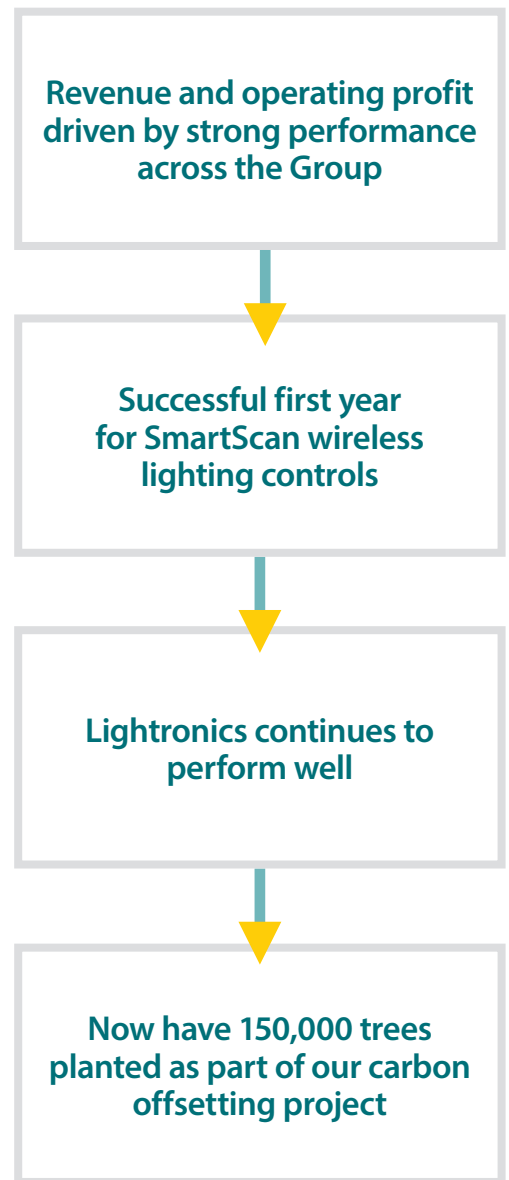 Revenue and operating profit
driven by strong performance
across the Group
Successful first year
for SmartScan wireless
lighting controls
Lightronics continues to
perform well
Now have 150,000 trees
planted as part of our carbon
offsetting project